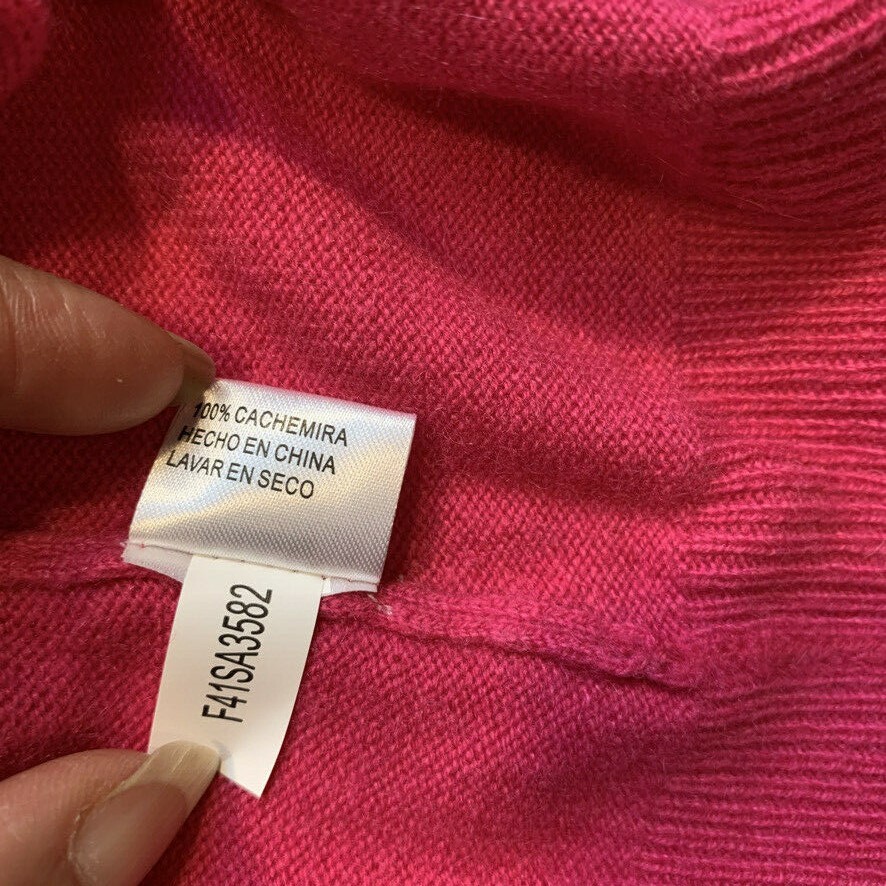 100% CACHEMIRA
HECHO EN CHINA
LAVAR EN SECO
F41SA3582